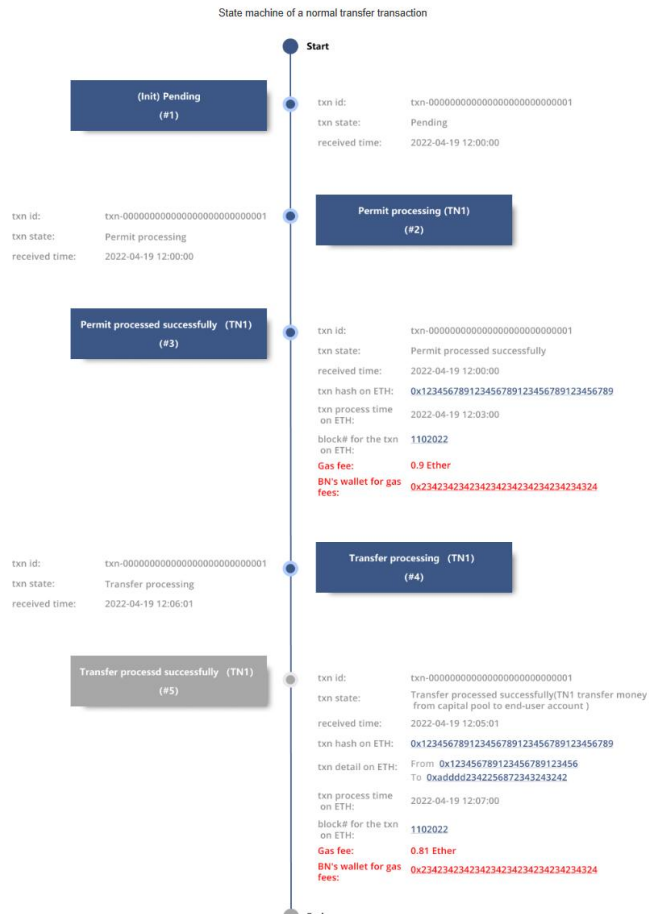 State machine of a normal transfer transaction
Start
(Init) Pending
(#1)
txn id: txn-000000000000000000000000001
txn state: Pending
received time: 2022-04-19 12:00:00
Permit processing (TN1)
(#2)
txn id: txn-000000000000000000000000001
txn state: Permit processing
received time: 2022-04-19 12:00:00
Permit processed successfully (TN1)
(#3)
txn id: txn-000000000000000000000000001
txn state: Permit processed successfully
received time: 2022-04-19 12:00:00
txn hash on ETH: 0x1234567891234567891234567891234567​89
txn process time
on ETH: 2022-04-19 12:03:00
block# for the txn
on ETH: 1102022
Gas fee: 0.9 Ether
BN's wallet for gas
fees: 0x234234234234234234234234234234324
Transfer processing (TN1)
(#4)
txn id: txn-000000000000000000000000001
txn state: Transfer processing
received time: 2022-04-19 12:06:01
Transfer processd successfully (TN1)
(#5)
txn id: txn-000000000000000000000000001
txn state: Transfer processed successfully(TN1 transfer money
from capital pool to end-user account )
received time: 2022-04-19 12:05:01
txn hash on ETH: 0x123456789123456789123456789123456789
txn detail on ETH: From 0x123456789123456789123456
To 0xadddd2342256872343243242
txn process time
on ETH: 2022-04-19 12:07:00
block# for the txn
on ETH: 1102022
Gas fee: 0.81 Ether
BN's wallet for gas
fees: 0x234234234234234234234234234234324